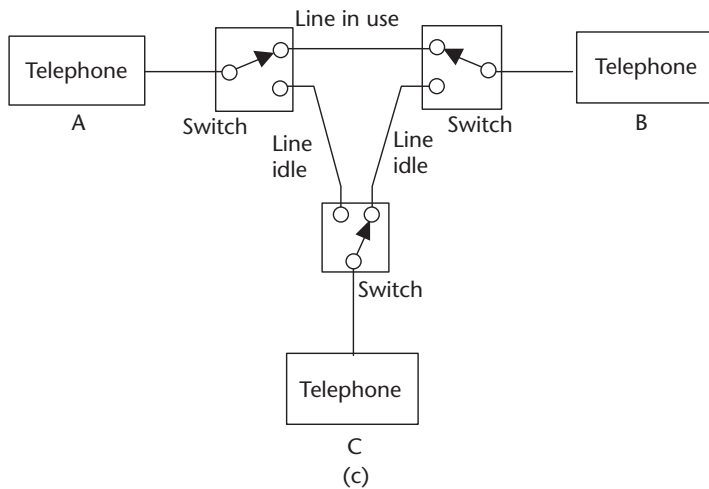 Line in use
Telephone
Telephone
A
Switch
Switch
B
Line
idle
Line
idle
Switch
Telephone
C
(c)